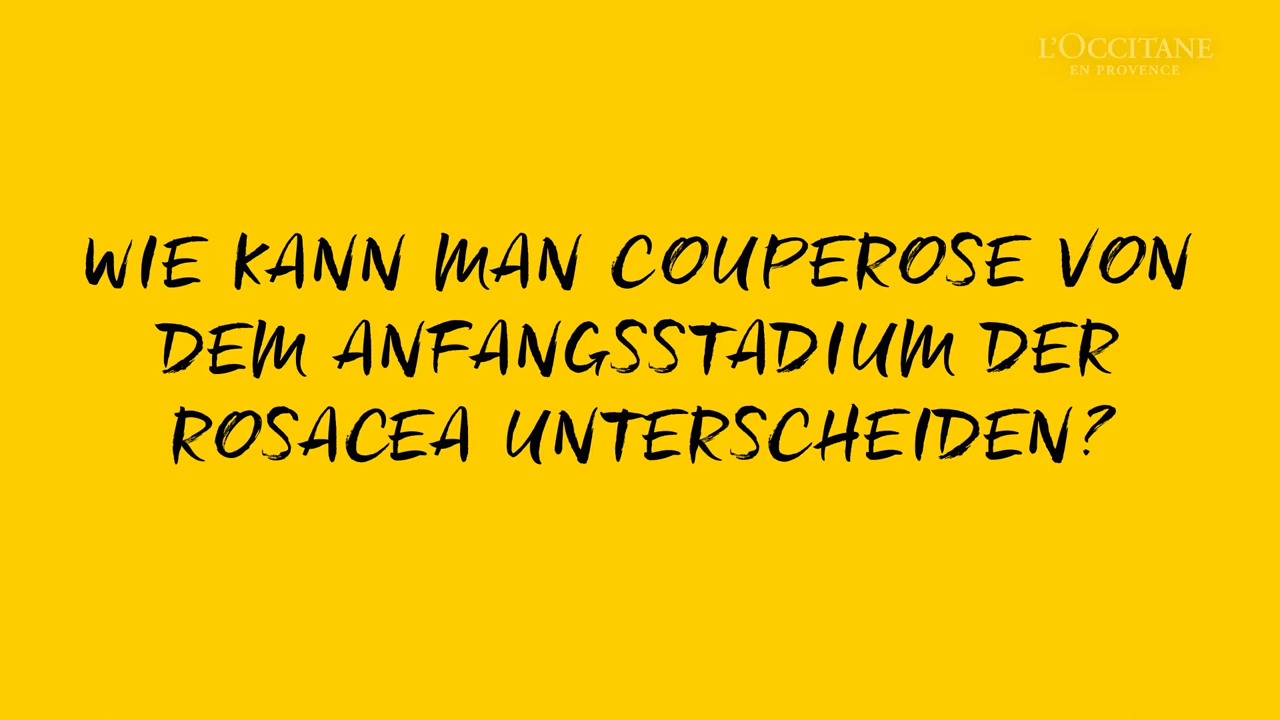 L'OCCITANE
EN PROVENCE
WIE KANN MAN COUPEROSE VON
DEM ANFANGSSTADIUM DER
ROSACEA UNTERSCHEIDEN?